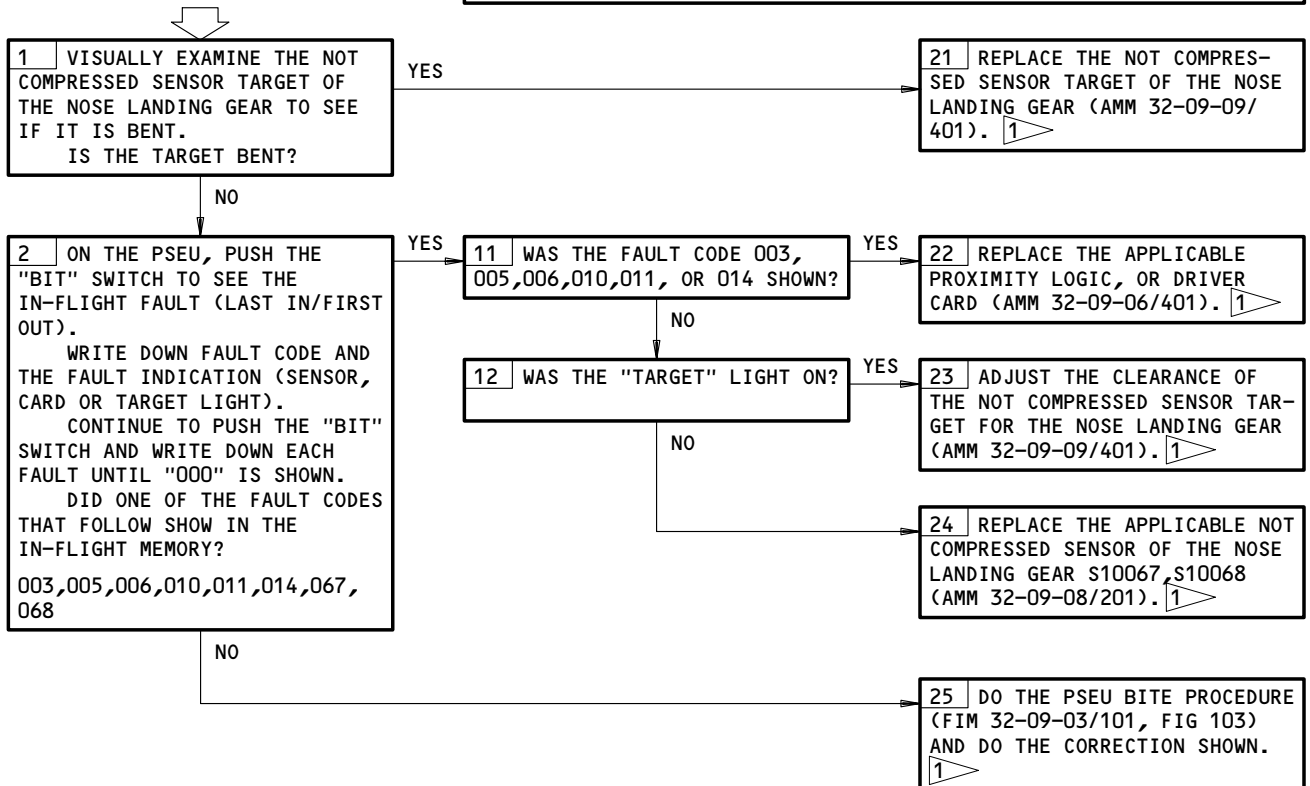 1 VISUALLY EXAMINE THE NOT
COMPRESSED SENSOR TARGET OF
THE NOSE LANDING GEAR TO SEE
IF IT IS BENT.
IS THE TARGET BENT?
YES
21 REPLACE THE NOT COMPRES-
SED SENSOR TARGET OF THE NOSE
LANDING GEAR (AMM 32-09-09/
401). 1
NO
2 ON THE PSEU, PUSH THE
"BIT" SWITCH TO SEE THE
IN-FLIGHT FAULT (LAST IN/FIRST
OUT).
WRITE DOWN FAULT CODE AND
THE FAULT INDICATION (SENSOR,
CARD OR TARGET LIGHT).
CONTINUE TO PUSH THE "BIT"
SWITCH AND WRITE DOWN EACH
FAULT UNTIL "000" IS SHOWN.
DID ONE OF THE FAULT CODES
THAT FOLLOW SHOW IN THE
IN-FLIGHT MEMORY?
003,005,006,010,011,014,067,
068
YES
11 WAS THE FAULT CODE 003,
005,006,010,011, OR 014 SHOWN?
YES
22 REPLACE THE APPLICABLE
PROXIMITY LOGIC, OR DRIVER
CARD (AMM 32-09-06/401). 1
NO
12 WAS THE "TARGET" LIGHT ON?
YES
23 ADJUST THE CLEARANCE OF
THE NOT COMPRESSED SENSOR TAR-
GET FOR THE NOSE LANDING GEAR
(AMM 32-09-09/401). 1
NO
24 REPLACE THE APPLICABLE NOT
COMPRESSED SENSOR OF THE NOSE
LANDING GEAR S10067,S10068
(AMM 32-09-08/201). 1
NO
25 DO THE PSEU BITE PROCEDURE
(FIM 32-09-03/101, FIG 103)
AND DO THE CORRECTION SHOWN.
1